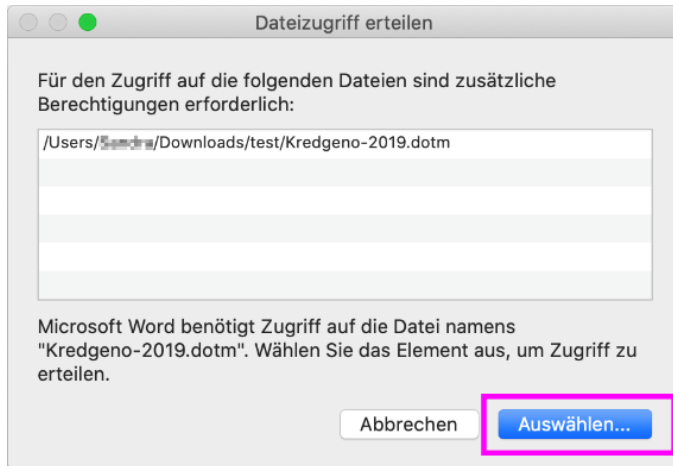 Dateizugriff erteilen
Für den Zugriff auf die folgenden Dateien sind zusätzliche
Berechtigungen erforderlich:
/Users/ /Downloads/test/Kredgeno-2019.dotm
Microsoft Word benötigt Zugriff auf die Datei namens
"Kredgeno-2019.dotm". Wählen Sie das Element aus, um Zugriff zu
erteilen.
Abbrechen Auswählen...